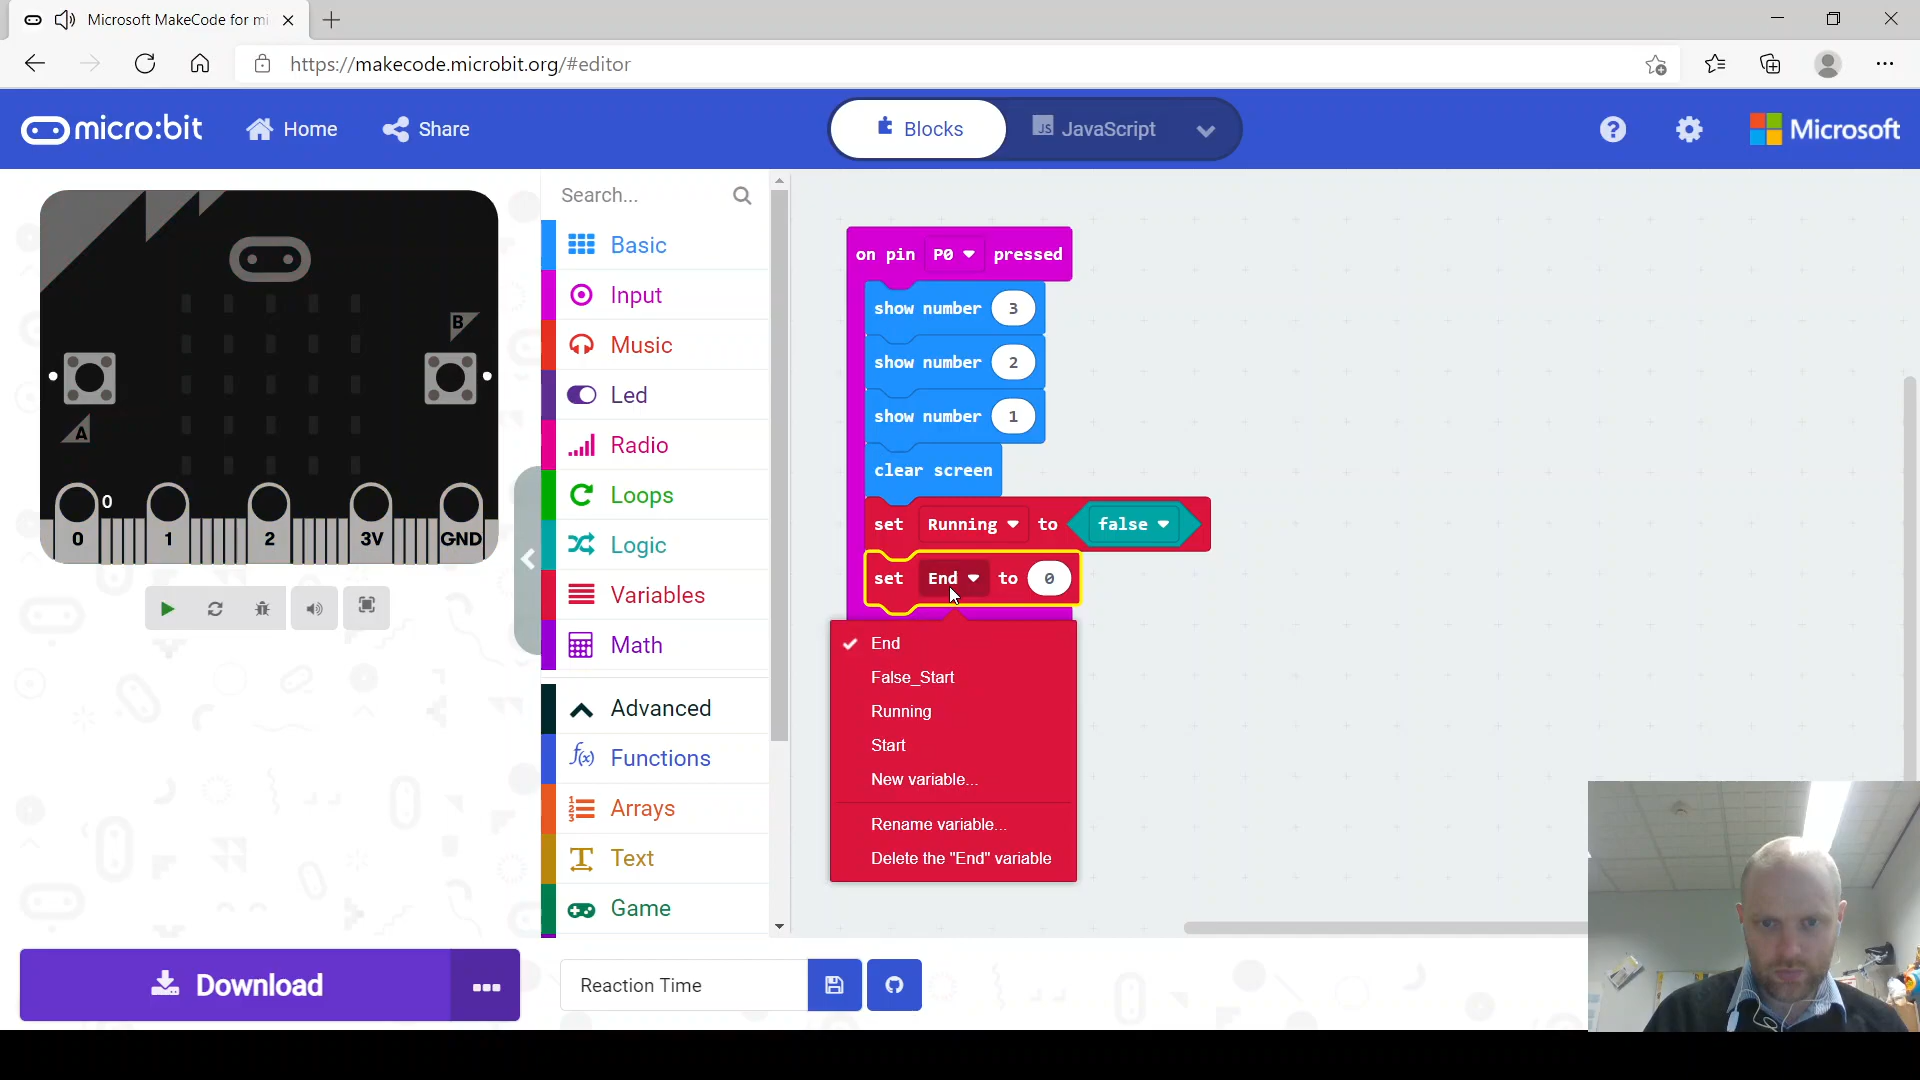 Microsoft MakeCode for mi
https://makecode.microbit.org/#editor
micro:bit
Home
Share
Blocks
JS
JavaScript
?
Microsoft
B
A
0
0
1
2
3V
GND
Search...
Basic
Input
Music
Led
Radio
Loops
Logic
Variables
Math
Advanced
f(x) Functions
Arrays
Text
Game
on pin P0 pressed
show number 3
show number 2
show number 1
clear screen
set Running to false
set End to 0
End
False_Start
Running
Start
New variable...
Rename variable...
Delete the "End" variable
Download
Reaction Time